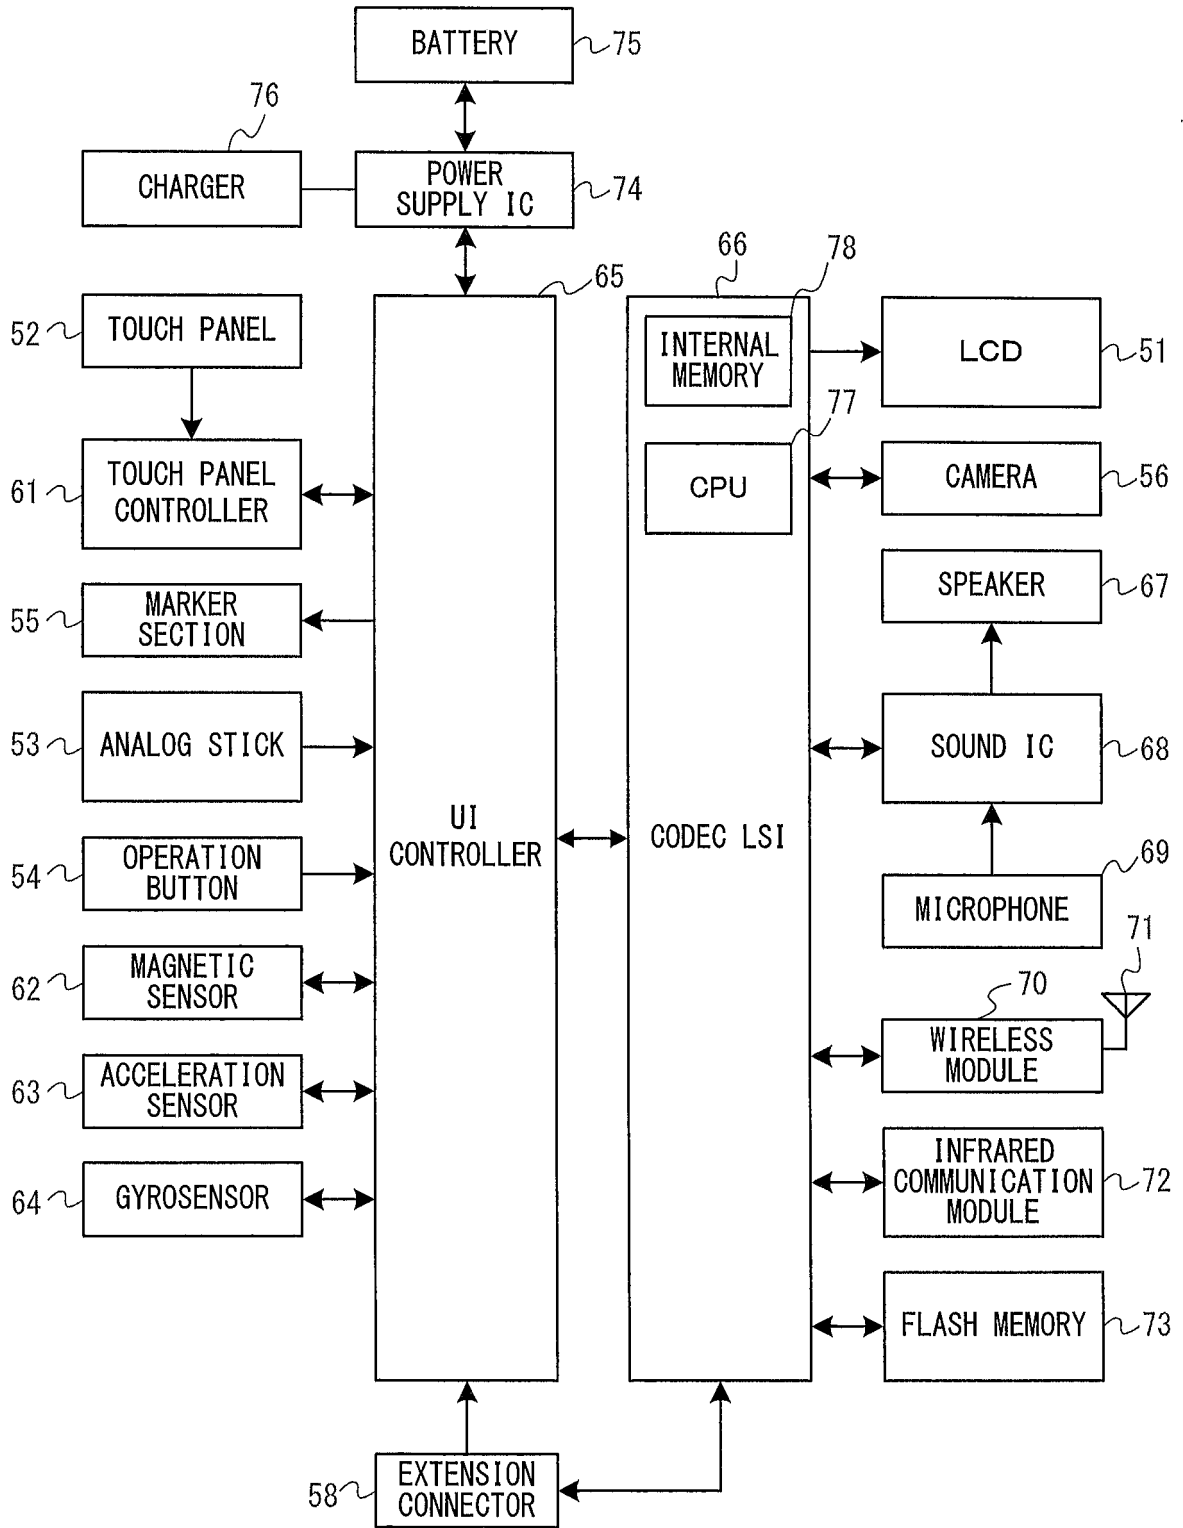 BATTERY
75
76
CHARGER
POWER
SUPPLY IC
74
65
66
78
52
TOUCH PANEL
INTERNAL
MEMORY
LCD
51
77
61
TOUCH PANEL
CONTROLLER
CPU
CAMERA
56
55
MARKER
SECTION
SPEAKER
67
53
ANALOG STICK
SOUND IC
68
UI
CONTROLLER
CODEC LSI
54
OPERATION
BUTTON
69
MICROPHONE
71
62
MAGNETIC
SENSOR
70
WIRELESS
MODULE
63
ACCELERATION
SENSOR
INFRARED
COMMUNICATION
MODULE
72
64
GYROSENSOR
FLASH MEMORY
73
58
EXTENSION
CONNECTOR